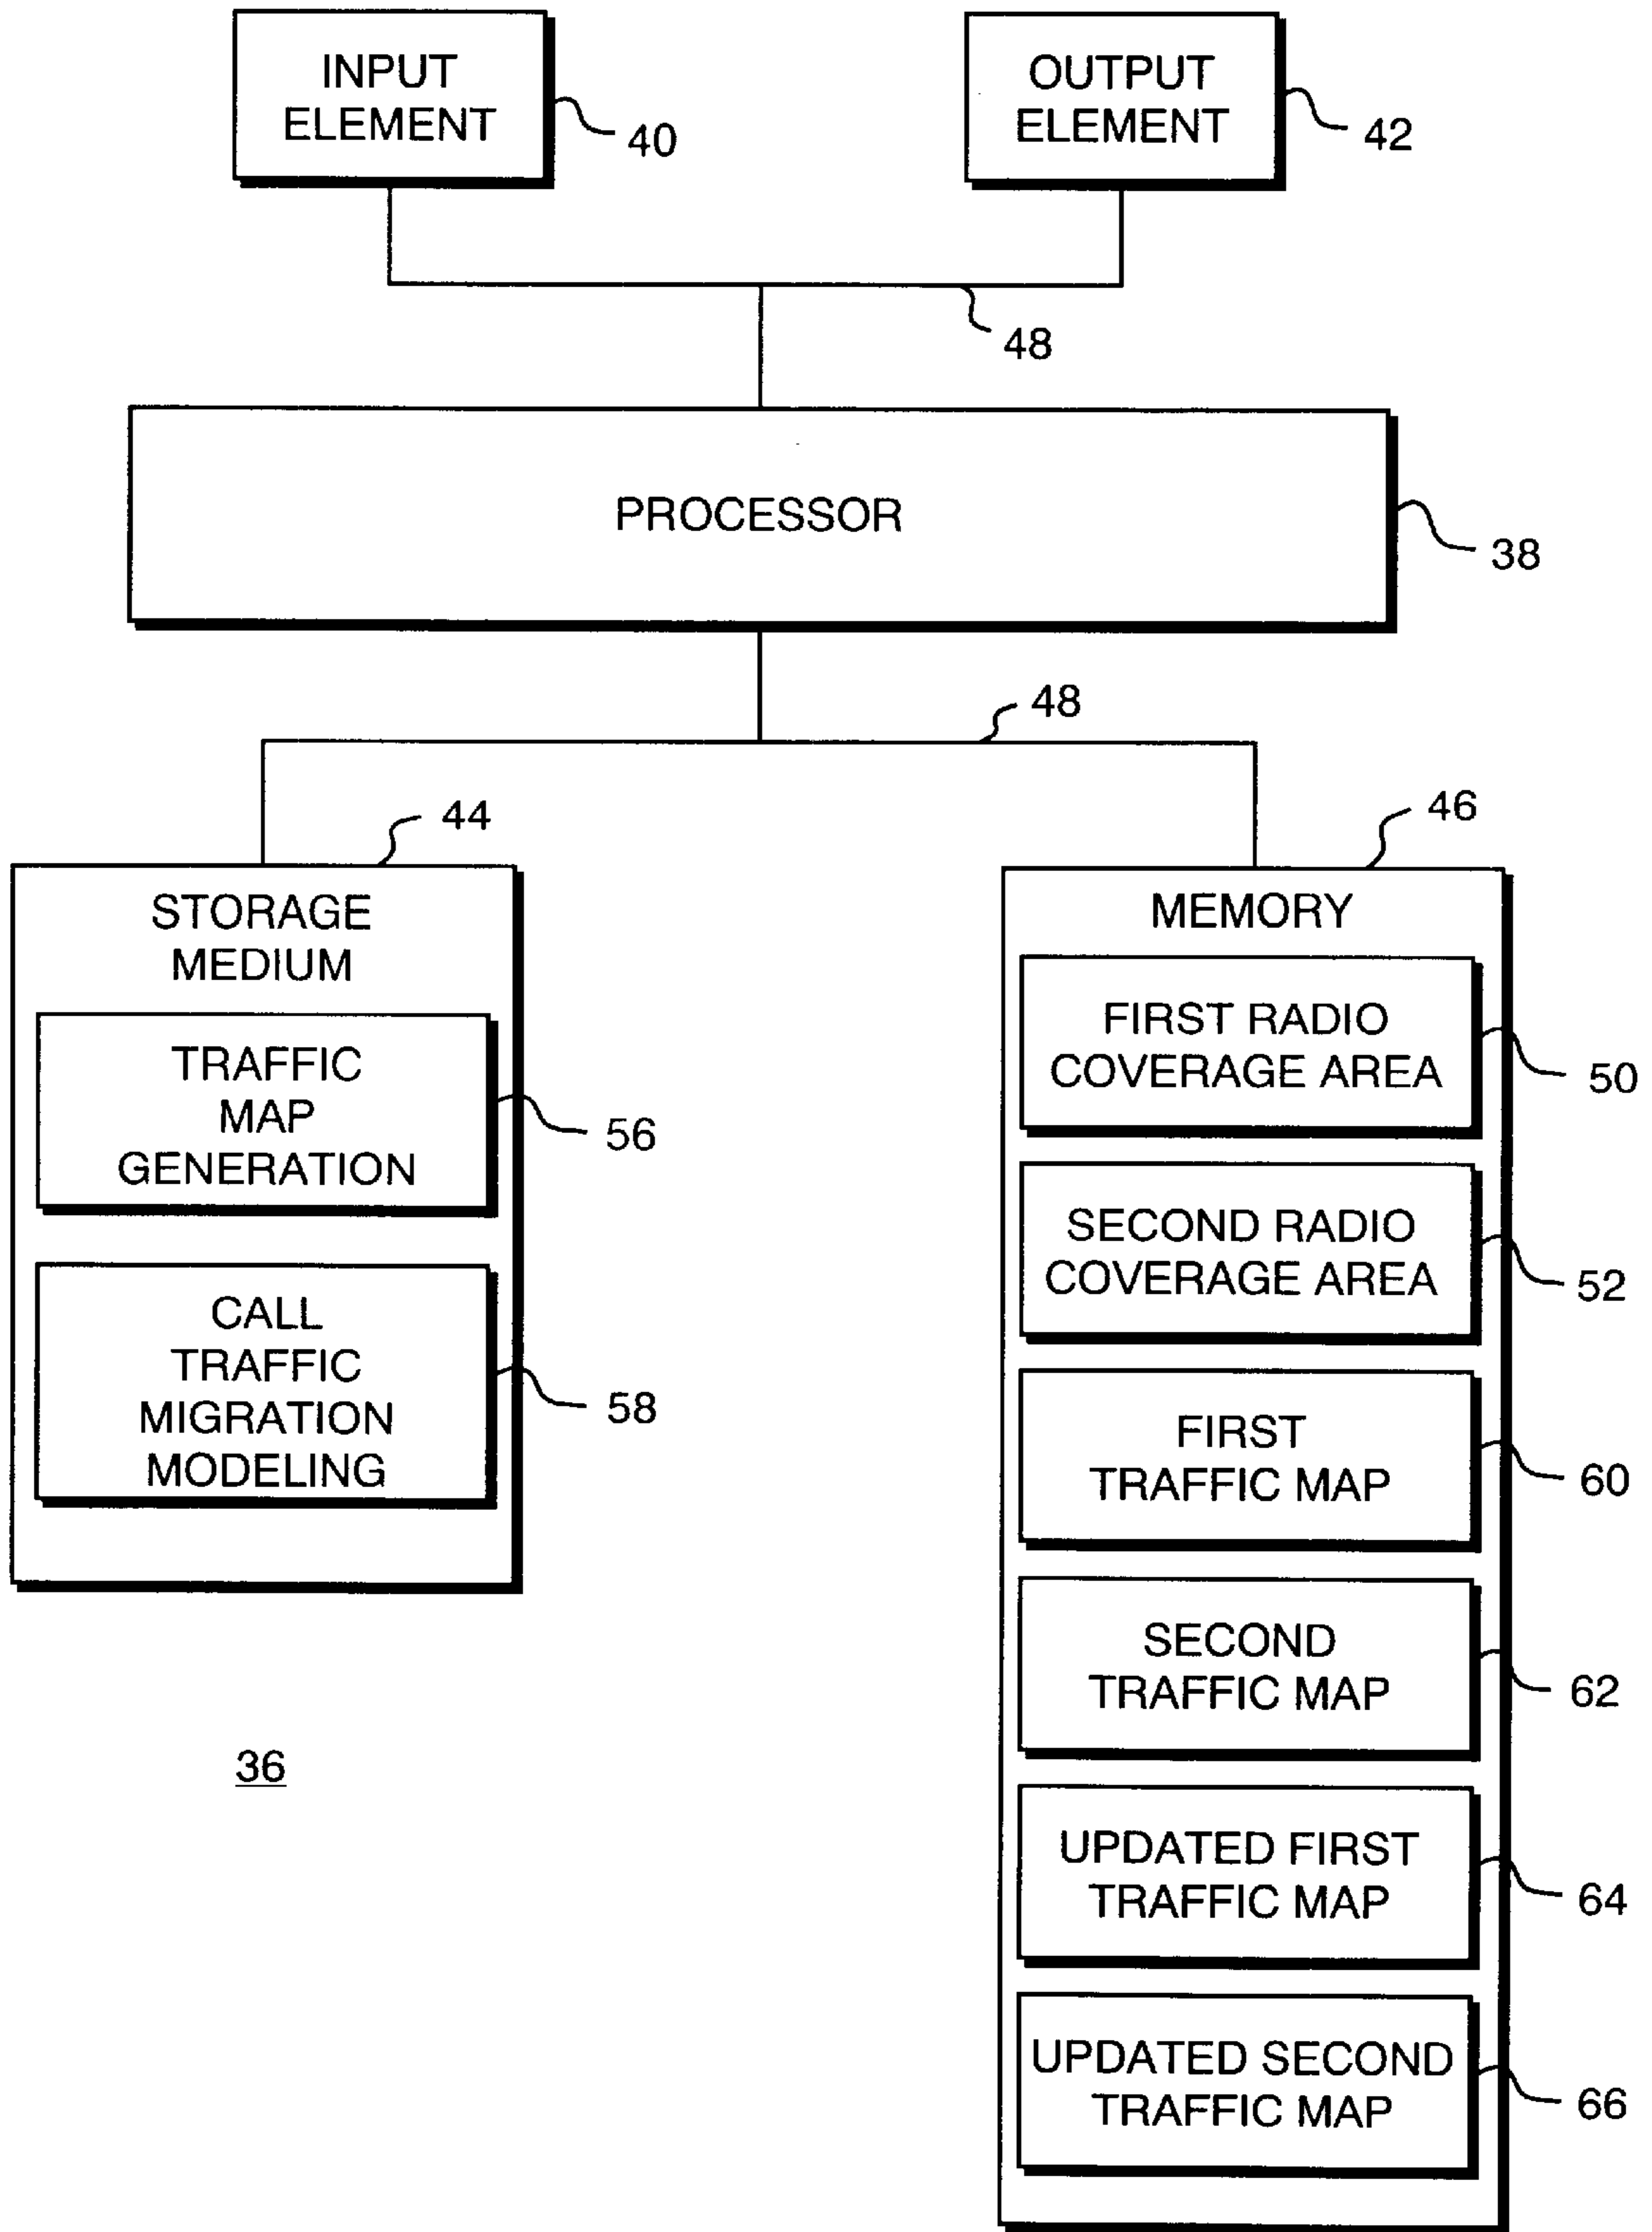 INPUT
ELEMENT
40
OUTPUT
ELEMENT
42
48
PROCESSOR
38
48
44
STORAGE
MEDIUM
TRAFFIC
MAP
GENERATION
56
CALL
TRAFFIC
MIGRATION
MODELING
58
36
46
MEMORY
FIRST RADIO
COVERAGE AREA
50
SECOND RADIO
COVERAGE AREA
52
FIRST
TRAFFIC MAP
60
SECOND
TRAFFIC MAP
62
UPDATED FIRST
TRAFFIC MAP
64
UPDATED SECOND
TRAFFIC MAP
66